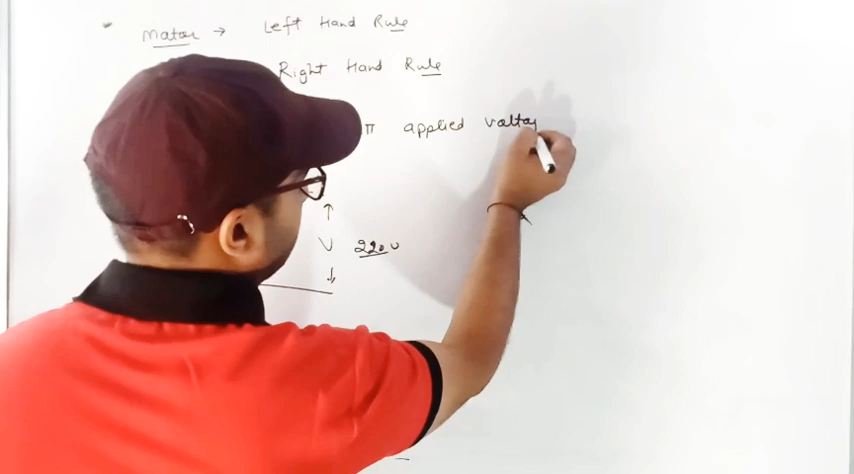 * Motor → Left Hand Rule
Right Hand Rule
π applied voltag
↑
V 220v
↓